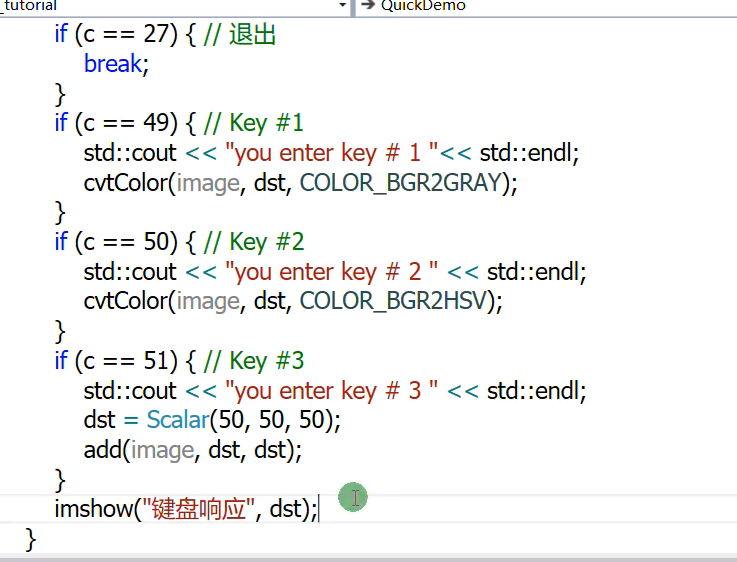 _tutorial → QuickDemo
if (c == 27) { // 退出
break;
}
if (c == 49) { // Key #1
std::cout << "you enter key # 1 "<< std::endl;
cvtColor(image, dst, COLOR_BGR2GRAY);
}
if (c == 50) { // Key #2
std::cout << "you enter key # 2 " << std::endl;
cvtColor(image, dst, COLOR_BGR2HSV);
}
if (c == 51) { // Key #3
std::cout << "you enter key # 3 " << std::endl;
dst = Scalar(50, 50, 50);
add(image, dst, dst);
}
imshow("键盘响应", dst);
}